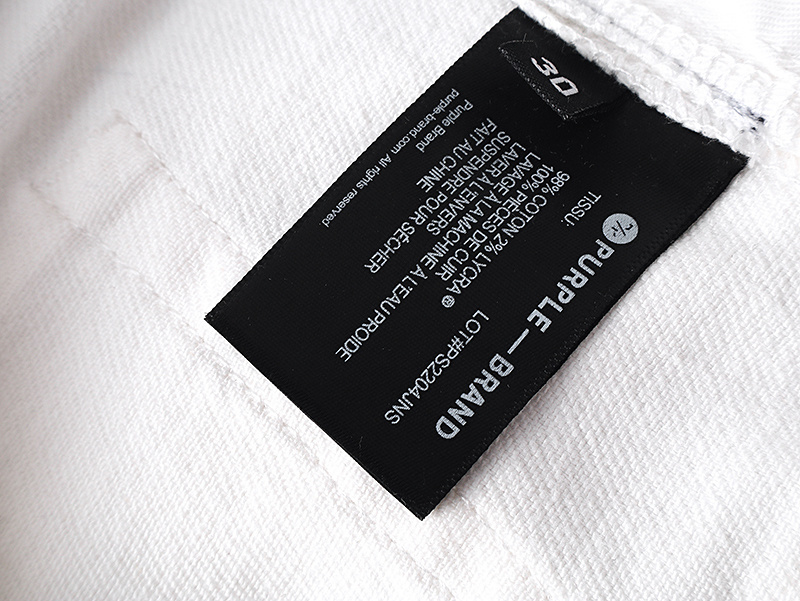 30
PURPLE — BRAND
TISSU: LOT#PS2204JNS
98% COTON 2% LYCRA ®
100% PIECES DE CUIR
LAVAGE À LA MACHINE À L'EAU PROIDE
LAVER À L'ENVERS
SUSPENDRE POUR SÉCHER
FAIT AU CHINE
Purple Brand
purple-brand.com All rights reserved